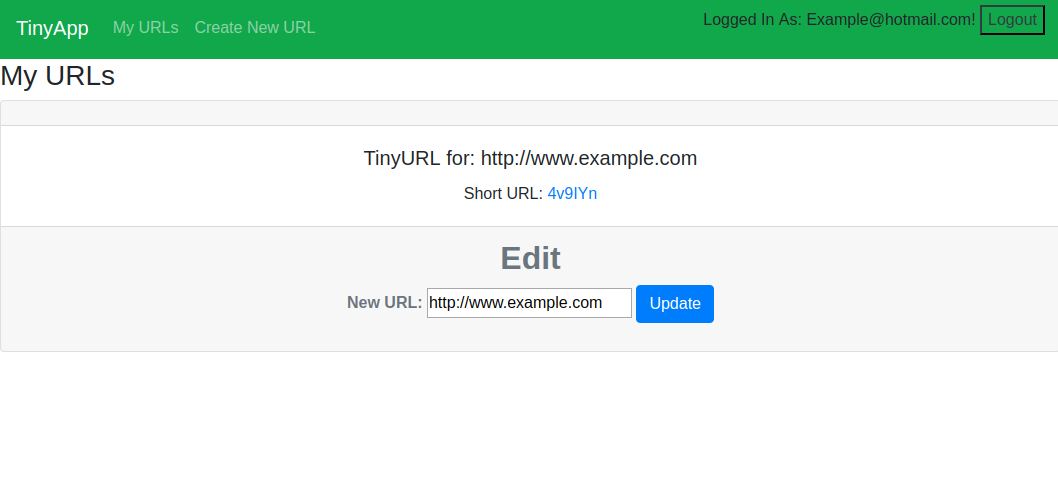 TinyApp My URLs Create New URL Logged In As: Example@hotmail.com! Logout
My URLs
TinyURL for: http://www.example.com
Short URL: 4v9IYn
Edit
New URL: http://www.example.com Update